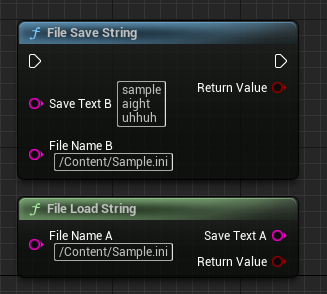 File Save String
Return Value
Save Text B
sample
aight
uhhuh
File Name B
/Content/Sample.ini
File Load String
File Name A
/Content/Sample.ini
Save Text A
Return Value